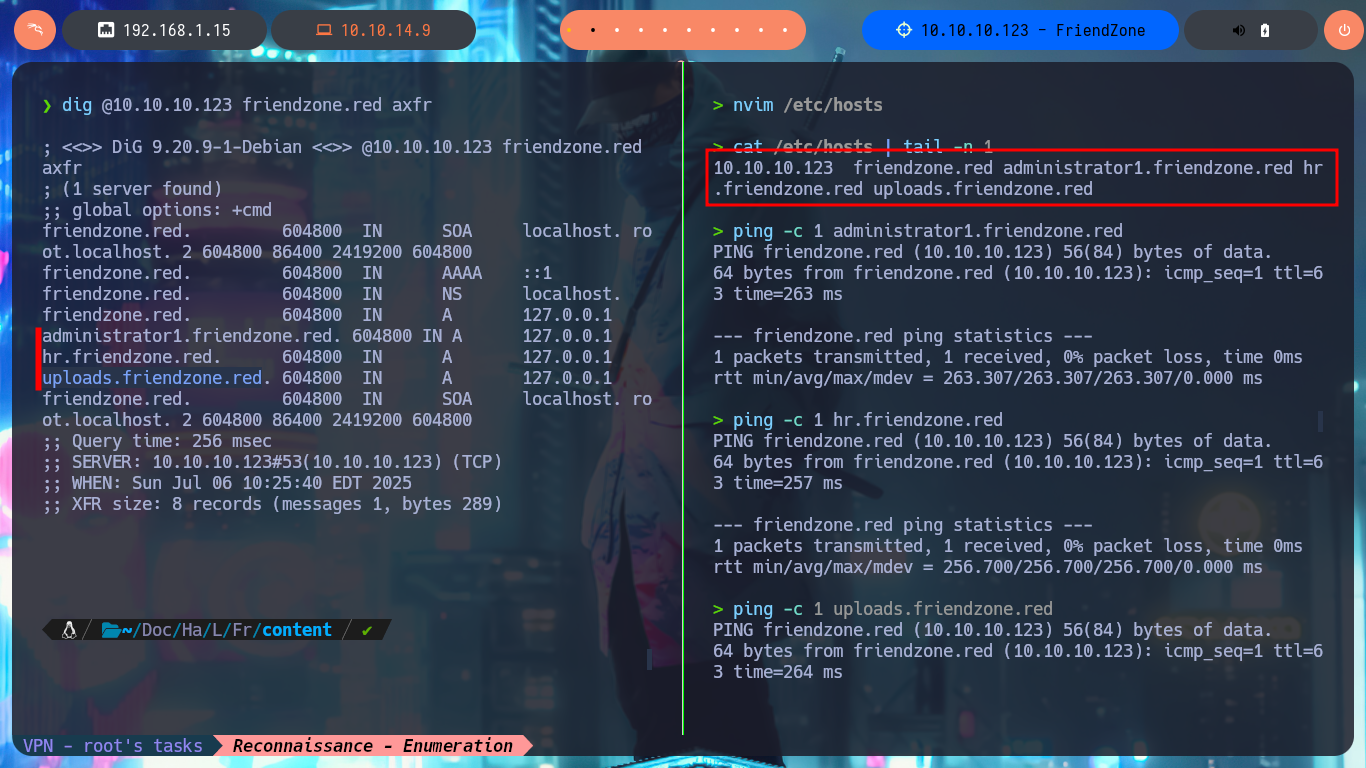 192.168.1.15
10.10.14.9
10.10.10.123 - FriendZone
❯ dig @10.10.10.123 friendzone.red axfr
; <<>> DiG 9.20.9-1-Debian <<>> @10.10.10.123 friendzone.red
axfr
; (1 server found)
;; global options: +cmd
friendzone.red. 604800 IN SOA localhost. ro
ot.localhost. 2 604800 86400 2419200 604800
friendzone.red. 604800 IN AAAA ::1
friendzone.red. 604800 IN NS localhost.
friendzone.red. 604800 IN A 127.0.0.1
administrator1.friendzone.red. 604800 IN A 127.0.0.1
hr.friendzone.red. 604800 IN A 127.0.0.1
uploads.friendzone.red. 604800 IN A 127.0.0.1
friendzone.red. 604800 IN SOA localhost. ro
ot.localhost. 2 604800 86400 2419200 604800
;; Query time: 256 msec
;; SERVER: 10.10.10.123#53(10.10.10.123) (TCP)
;; WHEN: Sun Jul 06 10:25:40 EDT 2025
;; XFR size: 8 records (messages 1, bytes 289)
~/Doc/Ha/L/Fr/content ✔
> nvim /etc/hosts
> cat /etc/hosts | tail -n 1
10.10.10.123 friendzone.red administrator1.friendzone.red hr
.friendzone.red uploads.friendzone.red
> ping -c 1 administrator1.friendzone.red
PING friendzone.red (10.10.10.123) 56(84) bytes of data.
64 bytes from friendzone.red (10.10.10.123): icmp_seq=1 ttl=6
3 time=263 ms
--- friendzone.red ping statistics ---
1 packets transmitted, 1 received, 0% packet loss, time 0ms
rtt min/avg/max/mdev = 263.307/263.307/263.307/0.000 ms
> ping -c 1 hr.friendzone.red
PING friendzone.red (10.10.10.123) 56(84) bytes of data.
64 bytes from friendzone.red (10.10.10.123): icmp_seq=1 ttl=6
3 time=257 ms
--- friendzone.red ping statistics ---
1 packets transmitted, 1 received, 0% packet loss, time 0ms
rtt min/avg/max/mdev = 256.700/256.700/256.700/0.000 ms
> ping -c 1 uploads.friendzone.red
PING friendzone.red (10.10.10.123) 56(84) bytes of data.
64 bytes from friendzone.red (10.10.10.123): icmp_seq=1 ttl=6
3 time=264 ms
VPN - root's tasks Reconnaissance - Enumeration